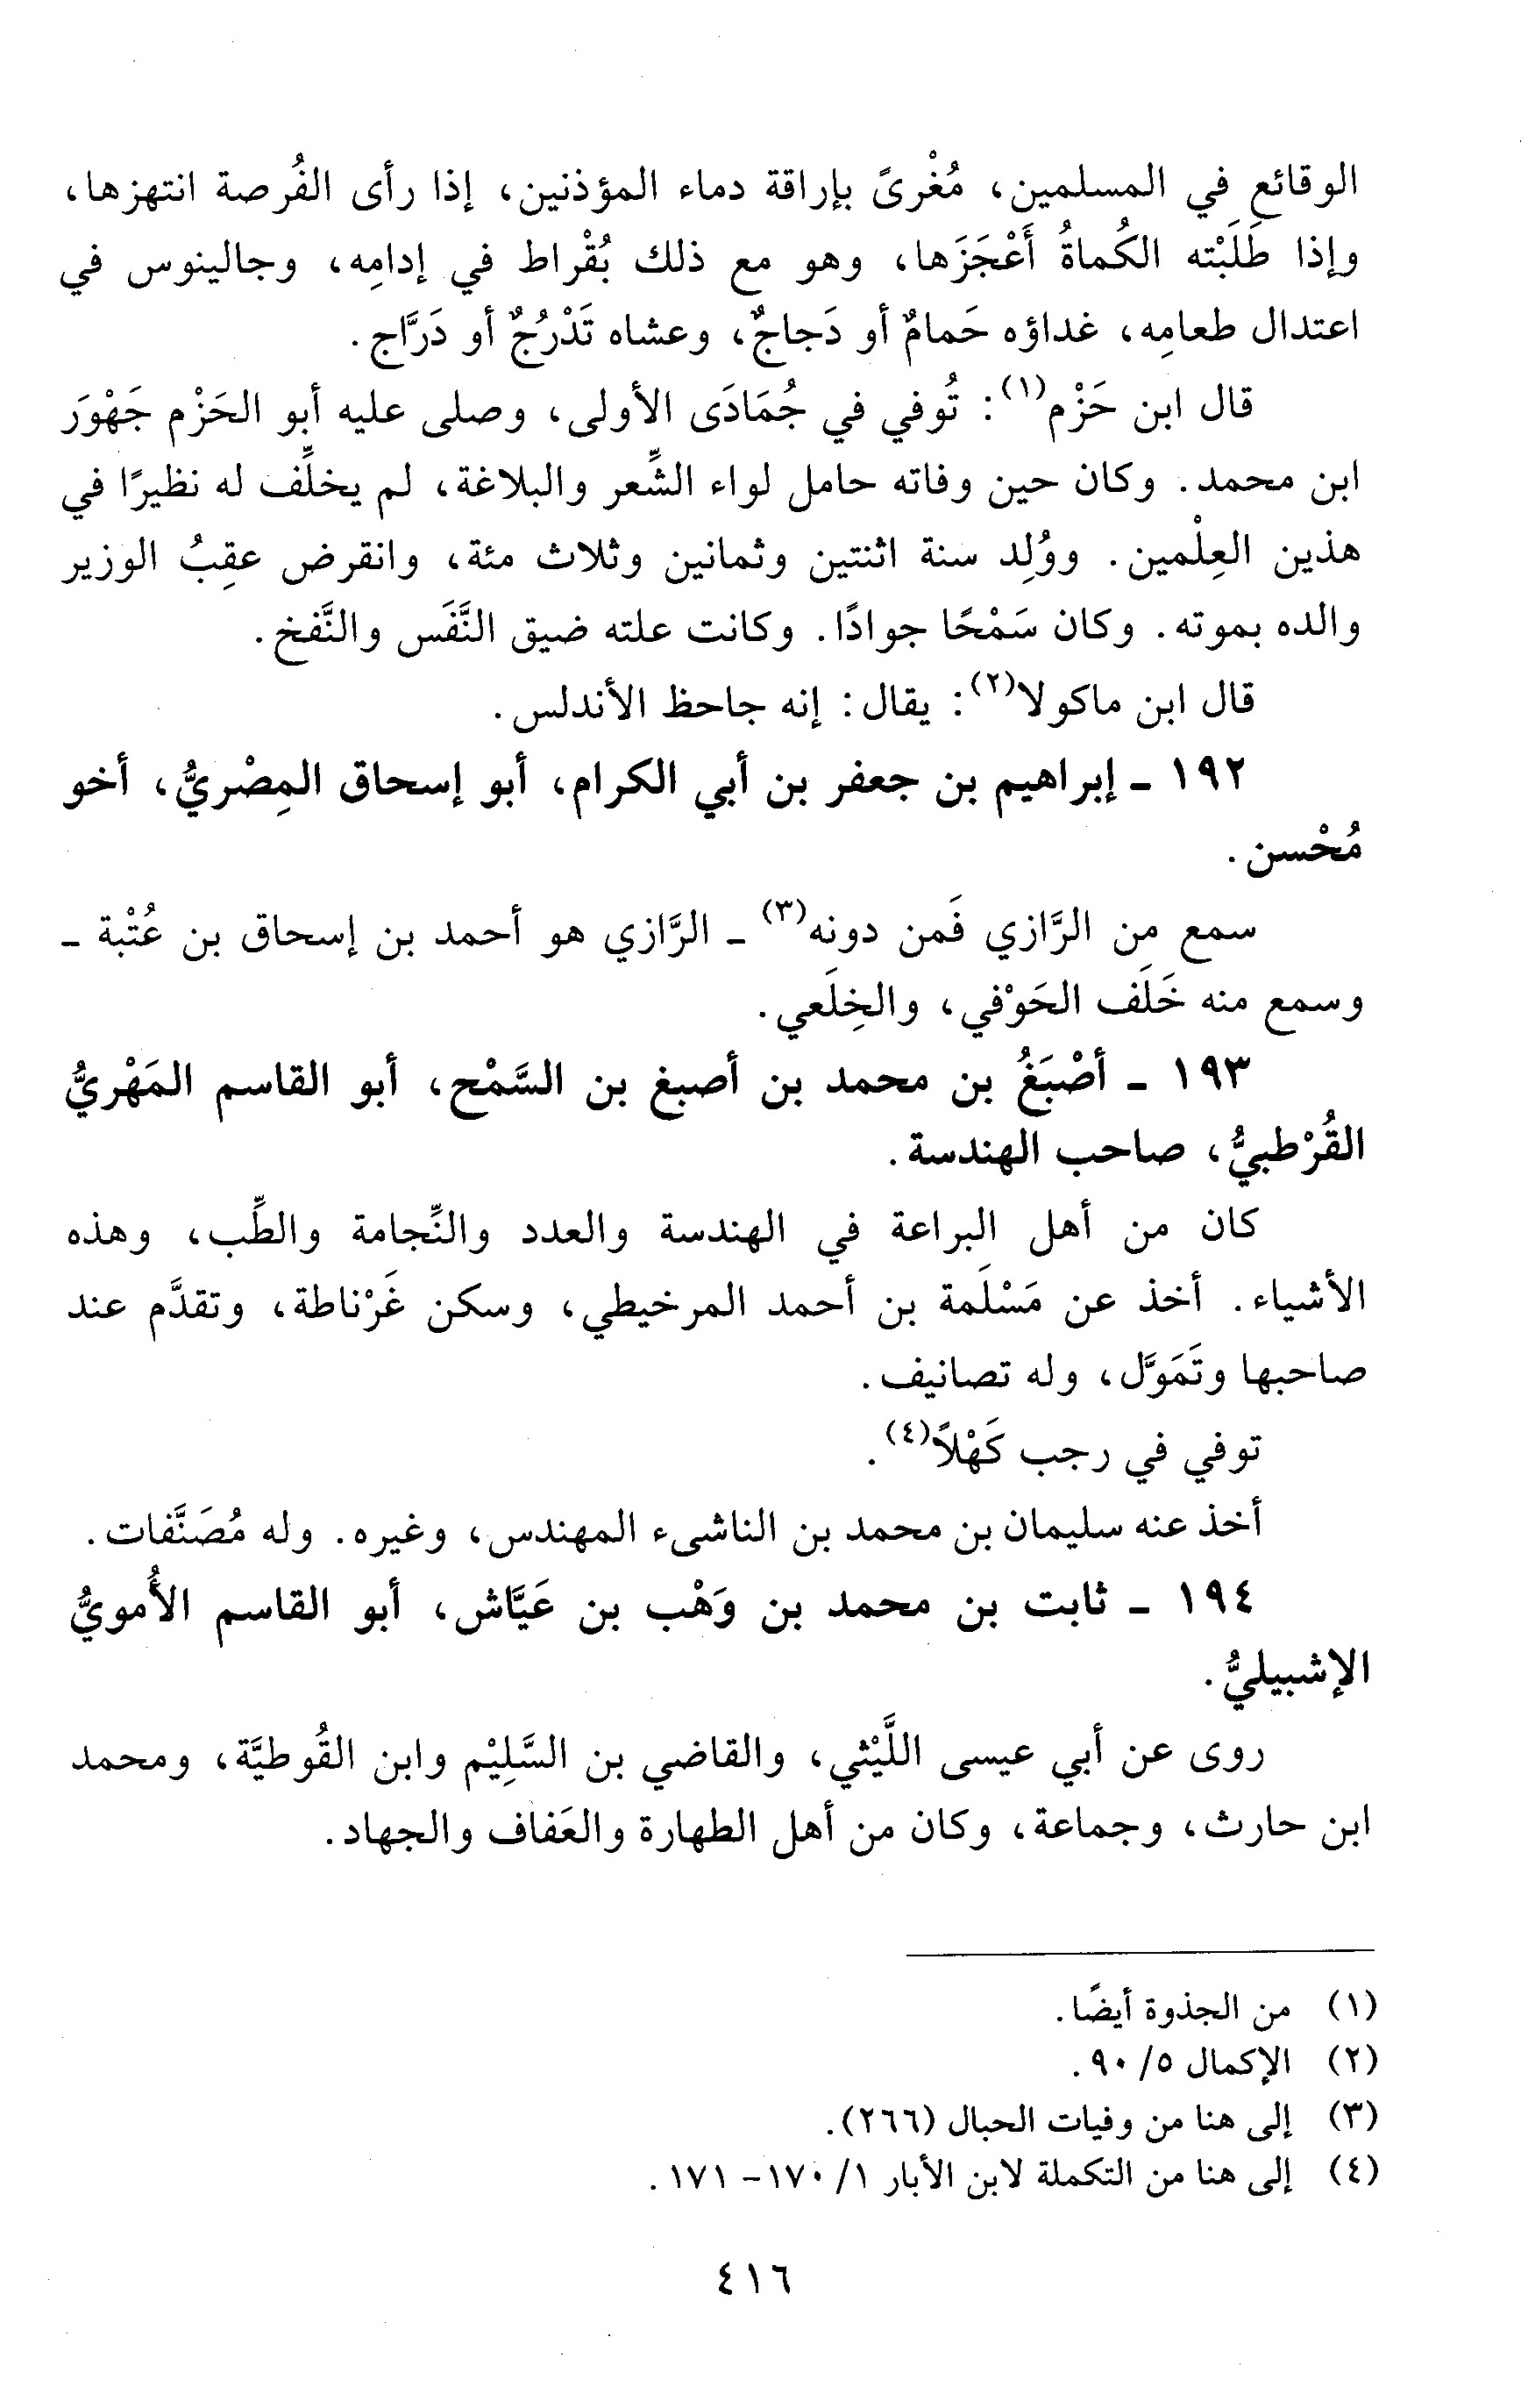 الوقائع في المسلمين، مُغْرىً بإراقة دماء المؤذنين، إذا رأى الفُرصة انتهزها،
وإذا طَلَبْته الكُماةُ أَعْجَزَها، وهو مع ذلك بُقْراط في إدامِه، وجالينوس في
اعتدال طعامِه، غداؤه حَمامٌ أو دَجاجٌ، وعشاه تَدْرُجٌ أو دَرَّاج.
قال ابن حَزْم(١): تُوفي في جُمَادَى الأولى، وصلى عليه أبو الحَزْم جَهْوَر
ابن محمد. وكان حين وفاته حامل لواء الشِّعر والبلاغة، لم يخلِّف له نظيرًا في
هذين العِلْمين. ووُلِد سنة اثنتين وثمانين وثلاث مئة، وانقرض عقِبُ الوزير
والده بموته. وكان سَمْحًا جوادًا. وكانت علته ضيق النَّفَس والنَّفخ.
قال ابن ماكولا(٢): يقال: إنه جاحظ الأندلس.
١٩٢ - إبراهيم بن جعفر بن أبي الكرام، أبو إسحاق المِصْريُّ، أخو
مُحْسن.
سمع مِن الرَّازي فَمن دونه(٣) - الرَّازي هو أحمد بن إسحاق بن عُتْبة -
وسمع منه خَلَف الحَوْفي، والخِلَعي.
١٩٣ - أصْبَغُ بن محمد بن أصبغ بن السَّمْح، أبو القاسم المَهْريُّ
القُرْطبيُّ، صاحب الهندسة.
كان من أهل البراعة في الهندسة والعدد والنِّجامة والطِّب، وهذه
الأشياء. أخذ عن مَسْلَمة بن أحمد المرخيطي، وسكن غَرْناطة، وتقدَّم عند
صاحبها وتَمَوَّل، وله تصانيف.
توفي في رجب كَهْلاً(٤).
أخذ عنه سليمان بن محمد بن الناشىء المهندس، وغيره. وله مُصَنَّفات.
١٩٤ - ثابت بن محمد بن وَهْب بن عَيَّاش، أبو القاسم الأُمويُّ
الإشبيليُّ.
روى عن أبي عيسى اللَّيْثي، والقاضي بن السَّلِيْم وابن القُوطيَّة، ومحمد
ابن حارث، وجماعة، وكان من أهل الطهارة والعَفاف والجهاد.
(١) من الجذوة أيضًا.
(٢) الإكمال ٥/ ٩٠.
(٣) إلى هنا من وفيات الحبال (٢٦٦).
(٤) إلى هنا من التكملة لابن الأبار ١/ ١٧٠- ١٧١.
٤١٦